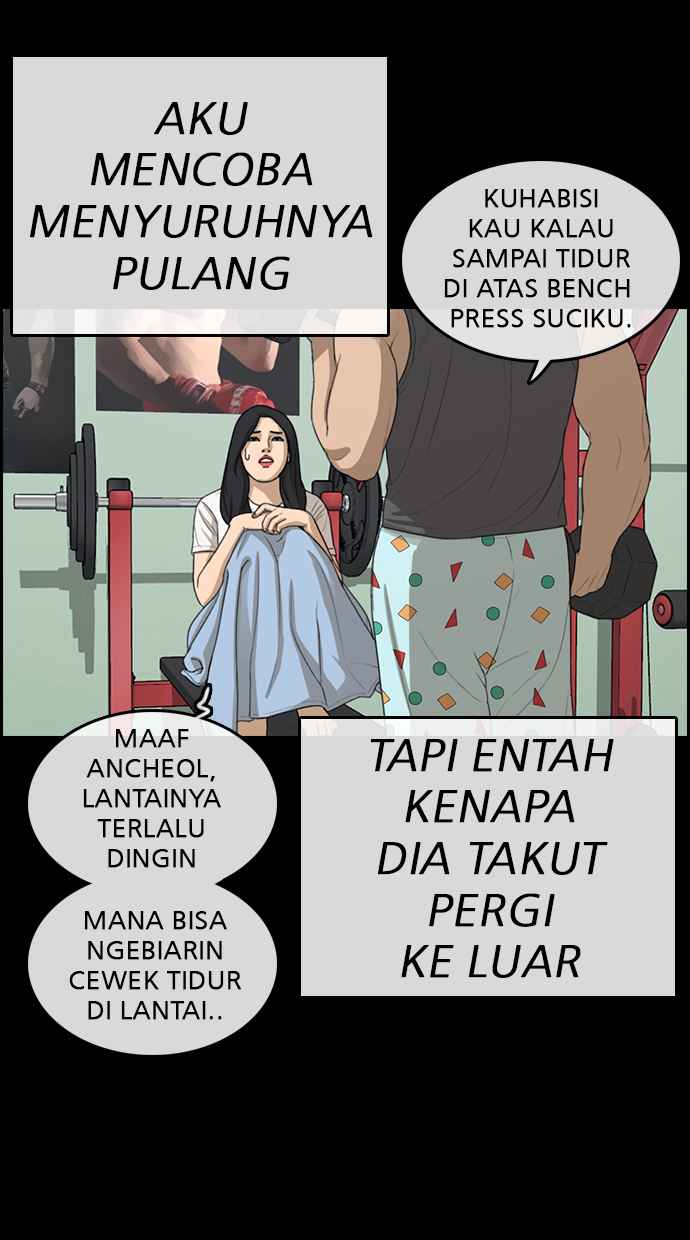 AKU
MENCOBA
MENYURUHNYA
PULANG
KUHABISI
KAU KALAU
SAMPAI TIDUR
DI ATAS BENCH
PRESS SUCIKU.
MAAF
ANCHEOL,
LANTAINYA
TERLALU
DINGIN
MANA BISA
NGEBIARIN
CEWEK TIDUR
DI LANTAI..
TAPI ENTAH
KENAPA
DIA TAKUT
PERGI
KE LUAR